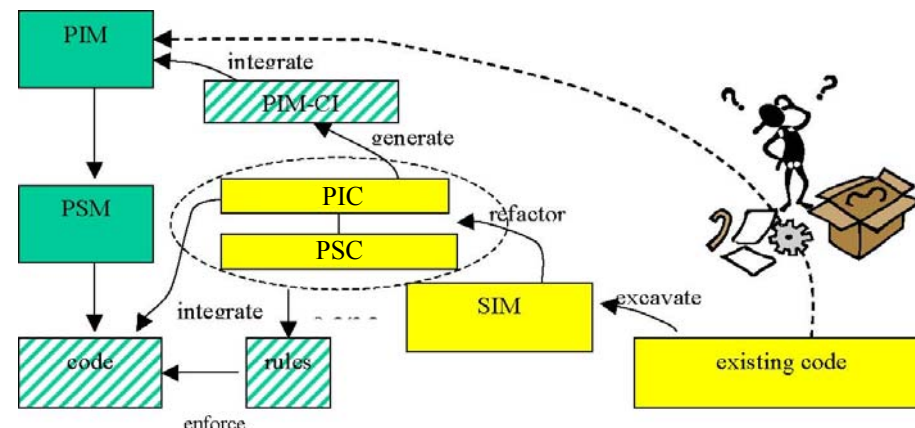 PIM
integrate
PIM-CI
generate
PIC
PSM
refactor
PSC
SIM
excavate
integrate
code
rules
existing code
enforce